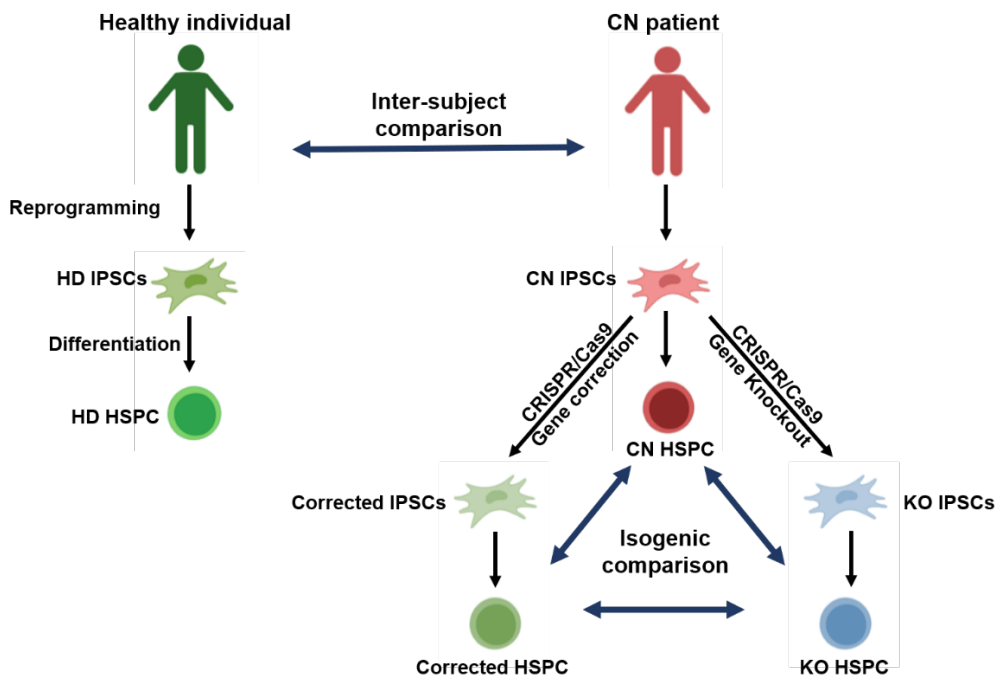 Healthy individual
CN patient
Inter-subject
comparison
Reprogramming
HD IPSCs
CN IPSCs
Differentiation
CRISPR/Cas9
Gene correction
CRISPR/Cas9
Gene Knockout
HD HSPC
CN HSPC
Corrected IPSCs
KO IPSCs
Isogenic
comparison
Corrected HSPC
KO HSPC